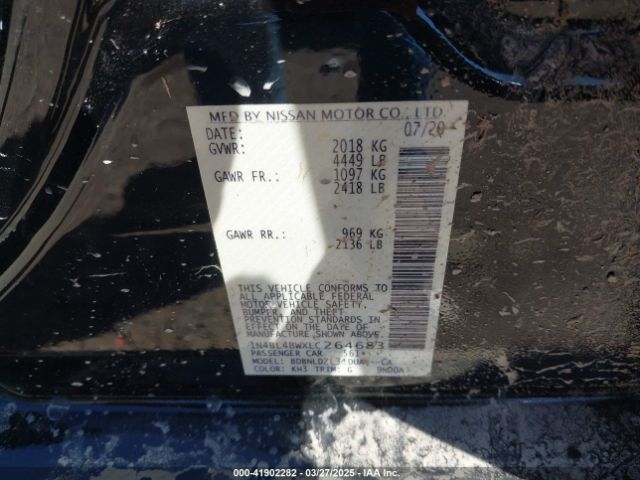 MFD BY NISSAN MOTOR CO., LTD.
DATE: 07/20
GVWR: 2018 KG
4449 LB
GAWR FR.: 1097 KG
2418 LB
GAWR RR.: 969 KG
2136 LB
THIS VEHICLE CONFORMS TO
ALL APPLICABLE FEDERAL
MOTOR VEHICLE SAFETY,
BUMPER, AND THEFT
PREVENTION STANDARDS IN
EFFECT ON THE DATE OF
MANUFACTURE SHOWN ABOVE.
1N4BL4BWXLC264683
PASSENGER CAR 561
MODEL: CA
COLOR: KH3 TRIM: G
000-41902282 — 03/27/2025 — IAA Inc.